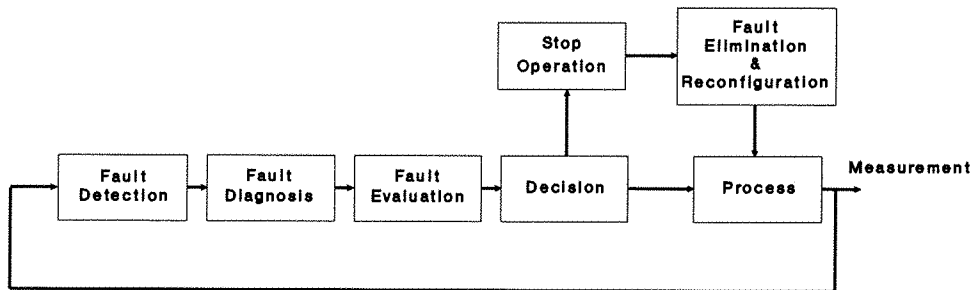 Stop
Operation
Fault
Elimination
&
Reconfiguration
Fault
Detection
Fault
Diagnosis
Fault
Evaluation
Decision
Process
Measurement